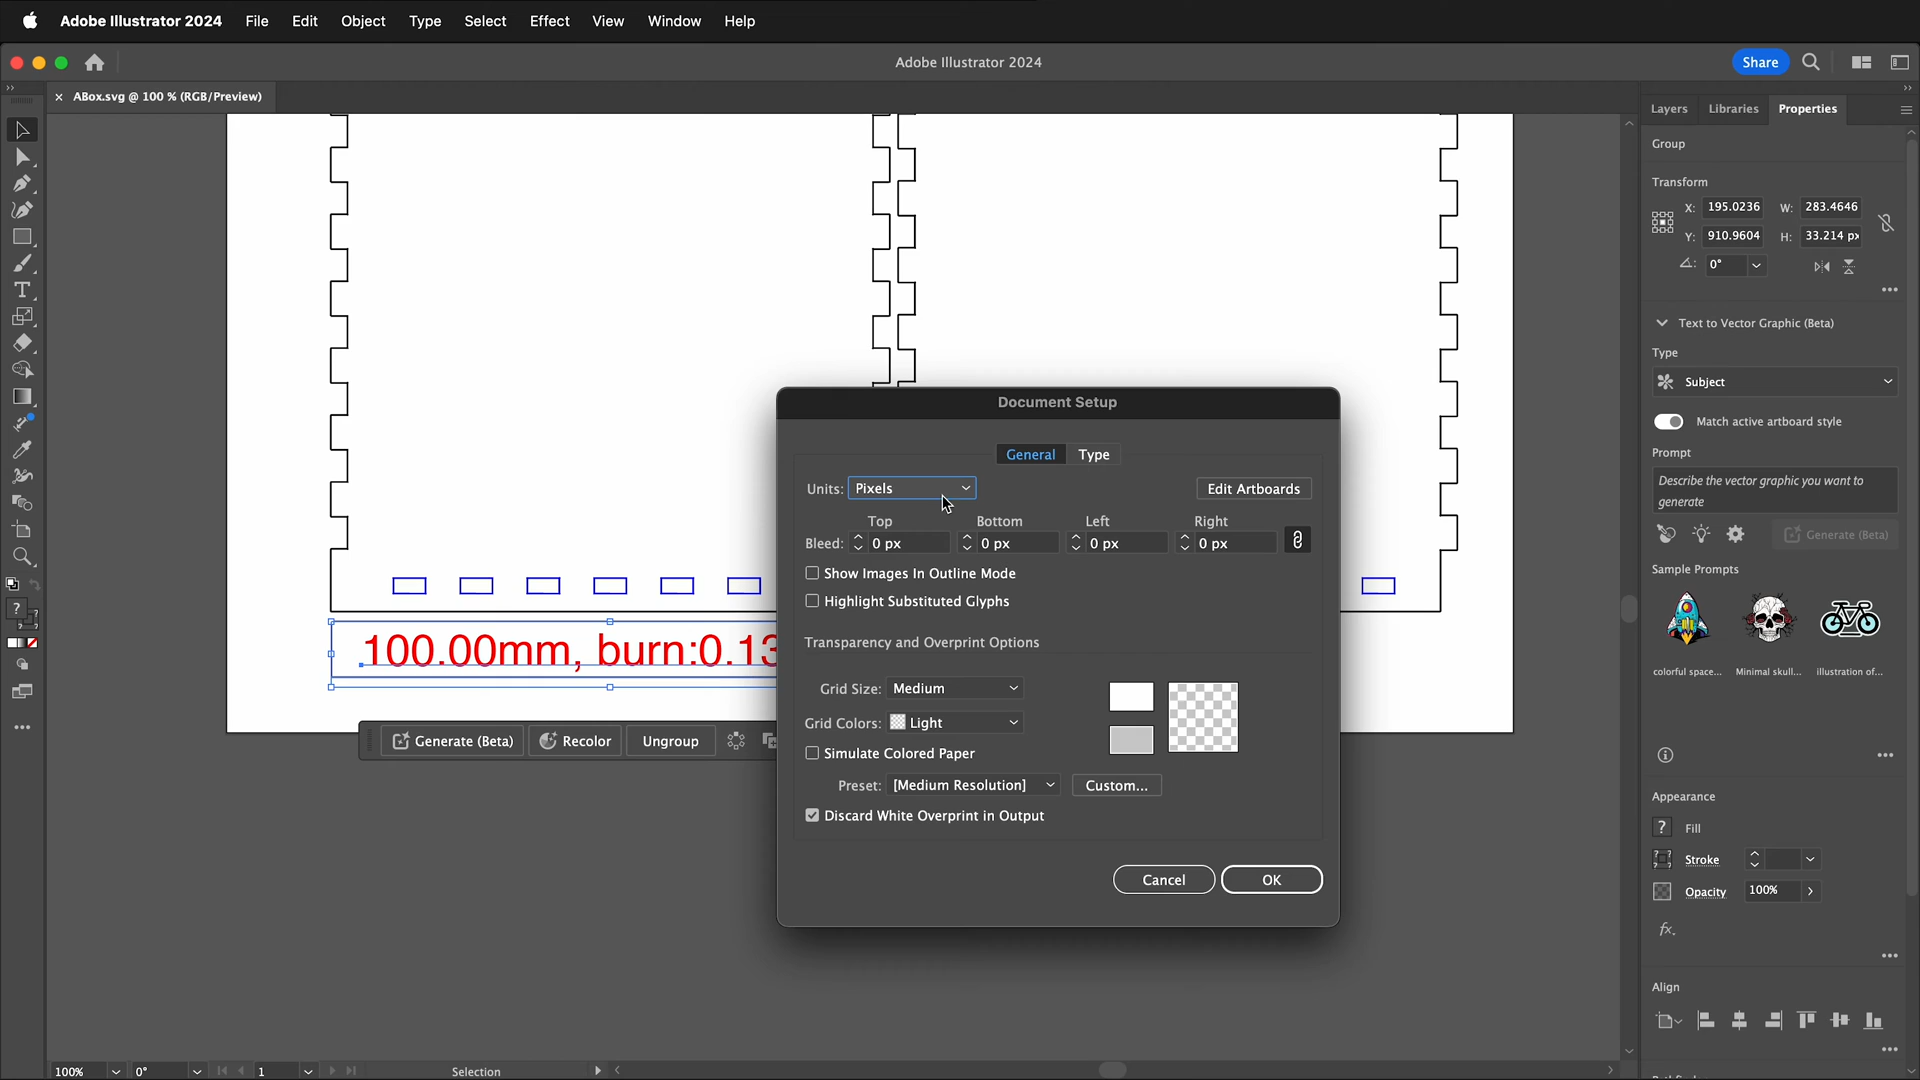 Adobe Illustrator 2024 File Edit Object Type Select Effect View Window Help
Adobe Illustrator 2024
Share
ABox.svg @ 100 % (RGB/Preview)
Layers Libraries Properties
Group
Transform
X: 195.0236 W: 283.4646
Y: 910.9604 H: 33.214 px
0°
Text to Vector Graphic (Beta)
Type
Subject
Match active artboard style
Prompt
Describe the vector graphic you want to
generate
Generate (Beta)
Sample Prompts
colorful space... Minimal skull... illustration of...
Appearance
Fill
Stroke
Opacity 100%
fx.
Align
Document Setup
General Type
Units: Pixels Edit Artboards
Top Bottom Left Right
Bleed: 0 px 0 px 0 px 0 px
Show Images In Outline Mode
Highlight Substituted Glyphs
Transparency and Overprint Options
Grid Size: Medium
Grid Colors: Light
Simulate Colored Paper
Preset: [Medium Resolution] Custom...
Discard White Overprint in Output
Cancel OK
100.00mm, burn:0.13
Generate (Beta) Recolor Ungroup
100% 0° 1 Selection